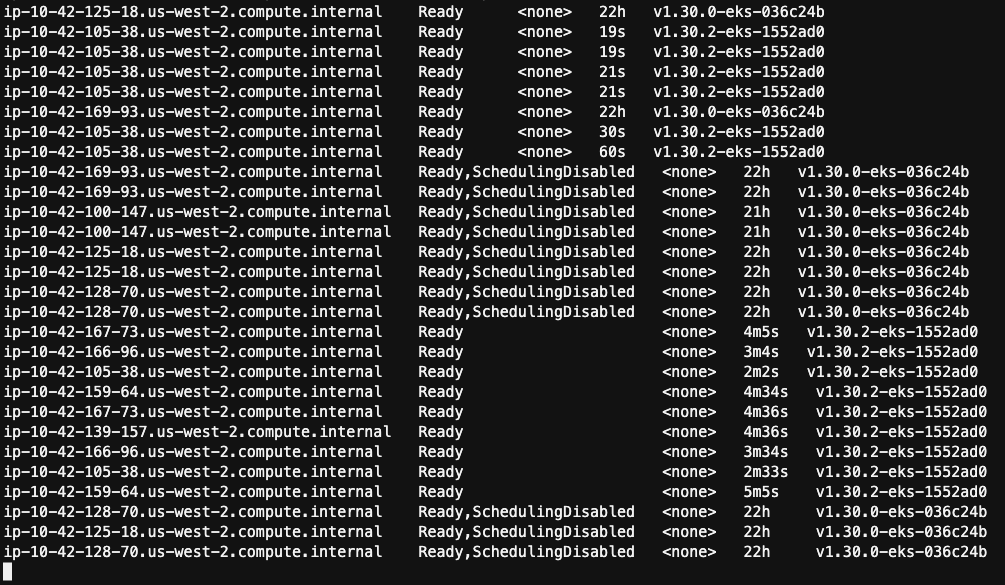 ip-10-42-125-18.us-west-2.compute.internal Ready <none> 22h v1.30.0-eks-036c24b
ip-10-42-105-38.us-west-2.compute.internal Ready <none> 19s v1.30.2-eks-1552ad0
ip-10-42-105-38.us-west-2.compute.internal Ready <none> 19s v1.30.2-eks-1552ad0
ip-10-42-105-38.us-west-2.compute.internal Ready <none> 21s v1.30.2-eks-1552ad0
ip-10-42-105-38.us-west-2.compute.internal Ready <none> 21s v1.30.2-eks-1552ad0
ip-10-42-169-93.us-west-2.compute.internal Ready <none> 22h v1.30.0-eks-036c24b
ip-10-42-105-38.us-west-2.compute.internal Ready <none> 30s v1.30.2-eks-1552ad0
ip-10-42-105-38.us-west-2.compute.internal Ready <none> 60s v1.30.2-eks-1552ad0
ip-10-42-169-93.us-west-2.compute.internal Ready,SchedulingDisabled <none> 22h v1.30.0-eks-036c24b
ip-10-42-169-93.us-west-2.compute.internal Ready,SchedulingDisabled <none> 22h v1.30.0-eks-036c24b
ip-10-42-100-147.us-west-2.compute.internal Ready,SchedulingDisabled <none> 21h v1.30.0-eks-036c24b
ip-10-42-100-147.us-west-2.compute.internal Ready,SchedulingDisabled <none> 21h v1.30.0-eks-036c24b
ip-10-42-125-18.us-west-2.compute.internal Ready,SchedulingDisabled <none> 22h v1.30.0-eks-036c24b
ip-10-42-125-18.us-west-2.compute.internal Ready,SchedulingDisabled <none> 22h v1.30.0-eks-036c24b
ip-10-42-128-70.us-west-2.compute.internal Ready,SchedulingDisabled <none> 22h v1.30.0-eks-036c24b
ip-10-42-128-70.us-west-2.compute.internal Ready,SchedulingDisabled <none> 22h v1.30.0-eks-036c24b
ip-10-42-167-73.us-west-2.compute.internal Ready <none> 4m5s v1.30.2-eks-1552ad0
ip-10-42-166-96.us-west-2.compute.internal Ready <none> 3m4s v1.30.2-eks-1552ad0
ip-10-42-105-38.us-west-2.compute.internal Ready <none> 2m2s v1.30.2-eks-1552ad0
ip-10-42-159-64.us-west-2.compute.internal Ready <none> 4m34s v1.30.2-eks-1552ad0
ip-10-42-167-73.us-west-2.compute.internal Ready <none> 4m36s v1.30.2-eks-1552ad0
ip-10-42-139-157.us-west-2.compute.internal Ready <none> 4m36s v1.30.2-eks-1552ad0
ip-10-42-166-96.us-west-2.compute.internal Ready <none> 3m34s v1.30.2-eks-1552ad0
ip-10-42-105-38.us-west-2.compute.internal Ready <none> 2m33s v1.30.2-eks-1552ad0
ip-10-42-159-64.us-west-2.compute.internal Ready <none> 5m5s v1.30.2-eks-1552ad0
ip-10-42-128-70.us-west-2.compute.internal Ready,SchedulingDisabled <none> 22h v1.30.0-eks-036c24b
ip-10-42-125-18.us-west-2.compute.internal Ready,SchedulingDisabled <none> 22h v1.30.0-eks-036c24b
ip-10-42-128-70.us-west-2.compute.internal Ready,SchedulingDisabled <none> 22h v1.30.0-eks-036c24b